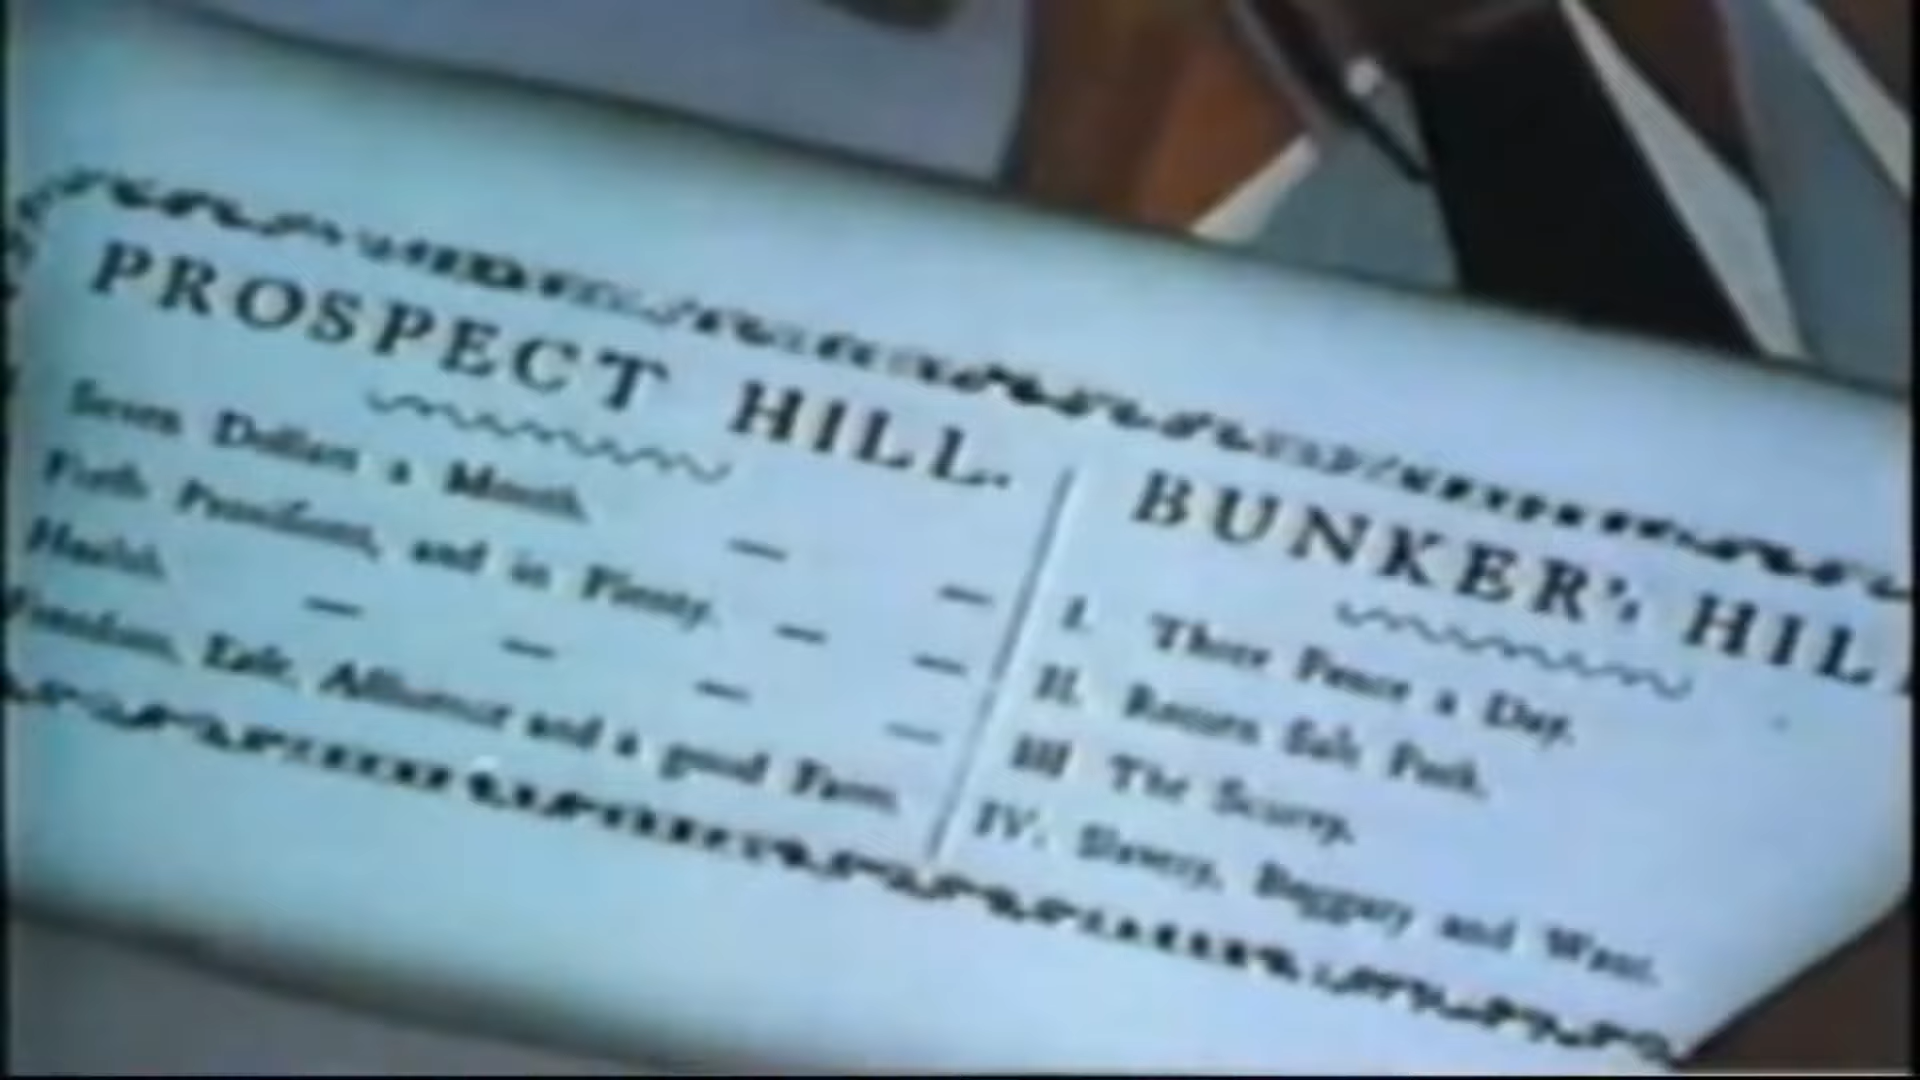 PROSPECT HILL.
Seven Dollars a Month.
Fresh Provisions, and in Plenty.
Health.
Freedom, Ease, Affluence and a good Farm.
BUNKER's HIL
I. Three Pence a Day.
II. Rotten Salt Pork.
III The Scurvy.
IV. Slavery, Beggary and Want.